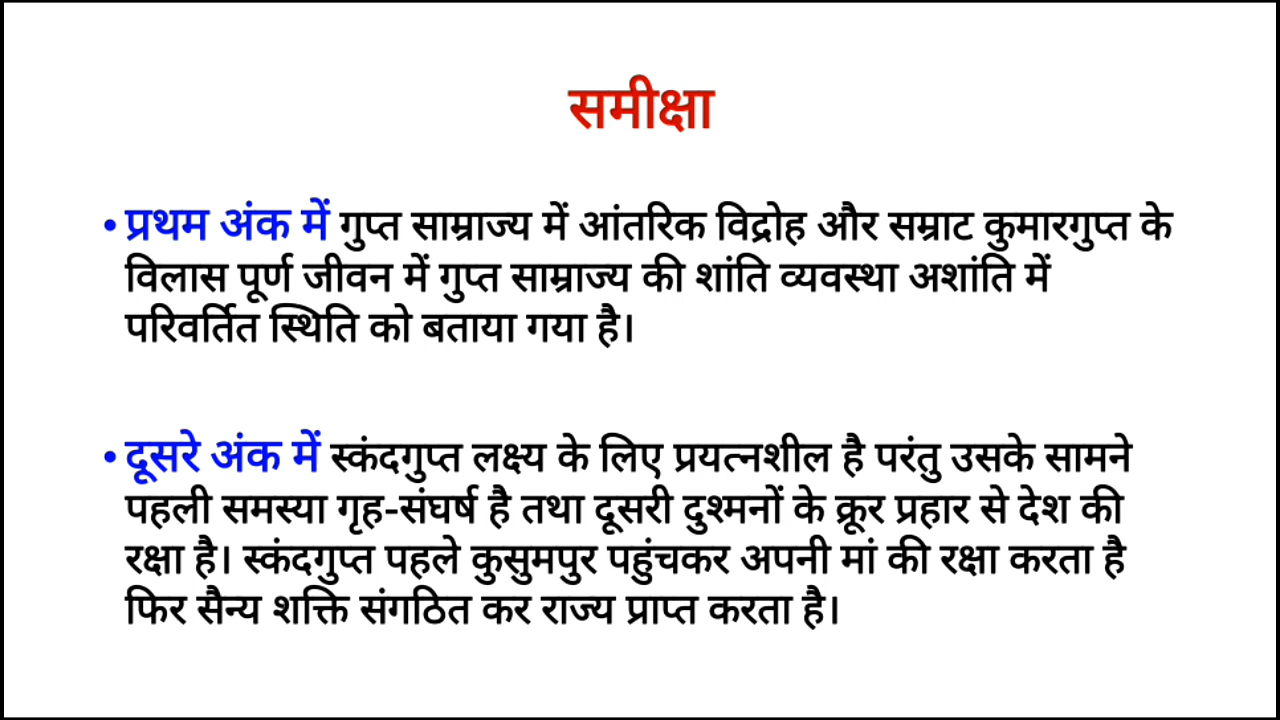 समीक्षा
• प्रथम अंक में गुप्त साम्राज्य में आंतरिक विद्रोह और सम्राट कुमारगुप्त के
विलास पूर्ण जीवन में गुप्त साम्राज्य की शांति व्यवस्था अशांति में
परिवर्तित स्थिति को बताया गया है।
• दूसरे अंक में स्कंदगुप्त लक्ष्य के लिए प्रयत्नशील है परंतु उसके सामने
पहली समस्या गृह-संघर्ष है तथा दूसरी दुश्मनों के क्रूर प्रहार से देश की
रक्षा है। स्कंदगुप्त पहले कुसुमपुर पहुंचकर अपनी मां की रक्षा करता है
फिर सैन्य शक्ति संगठित कर राज्य प्राप्त करता है।